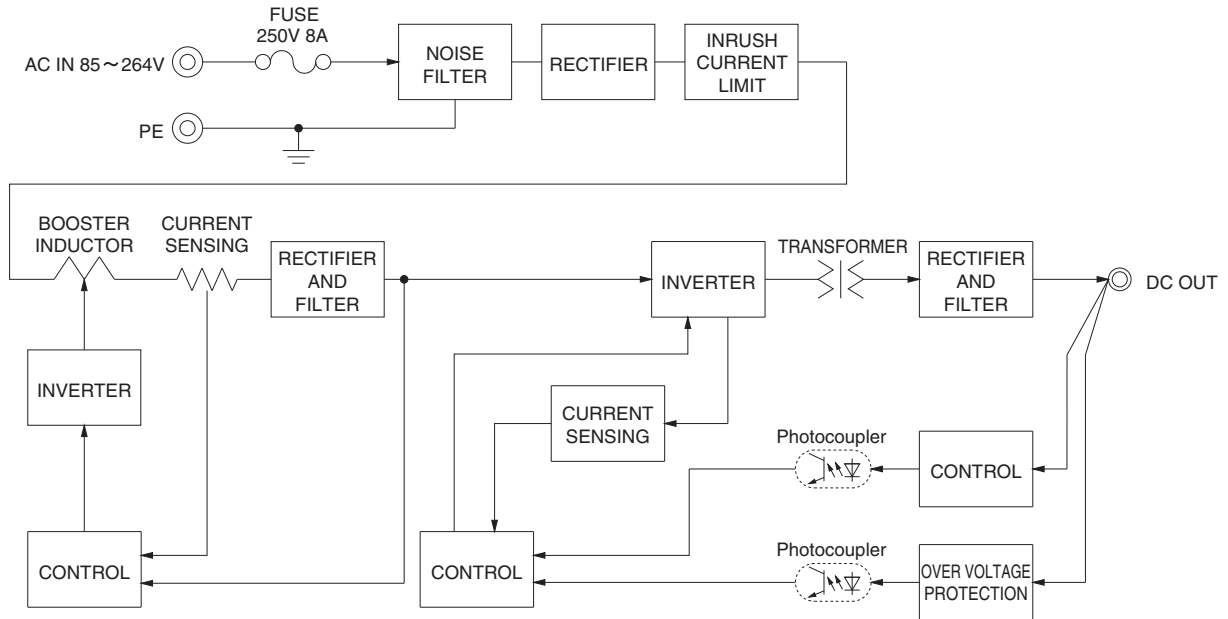 FUSE
250V 8A
AC IN 85～264V
NOISE
FILTER
RECTIFIER
INRUSH
CURRENT
LIMIT
PE
BOOSTER
INDUCTOR
CURRENT
SENSING
RECTIFIER
AND
FILTER
INVERTER
TRANSFORMER
RECTIFIER
AND
FILTER
DC OUT
INVERTER
CURRENT
SENSING
Photocoupler
CONTROL
CONTROL
CONTROL
Photocoupler
OVER VOLTAGE
PROTECTION